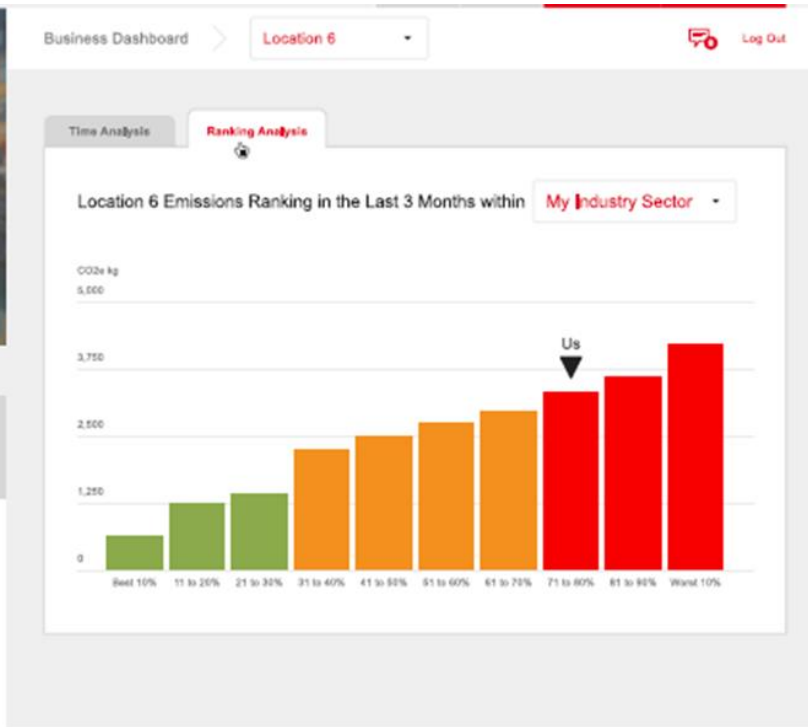 Business Dashboard
Location 6
Log Out
Time Analysis
Ranking Analysis
Location 6 Emissions Ranking in the Last 3 Months within
My Industry Sector
CO2e kg
5,000
3,750
2,500
1,250
0
Us
Best 10% 11 to 20% 21 to 30% 31 to 40% 41 to 50% 51 to 60% 61 to 70% 71 to 80% 81 to 90% Worst 10%